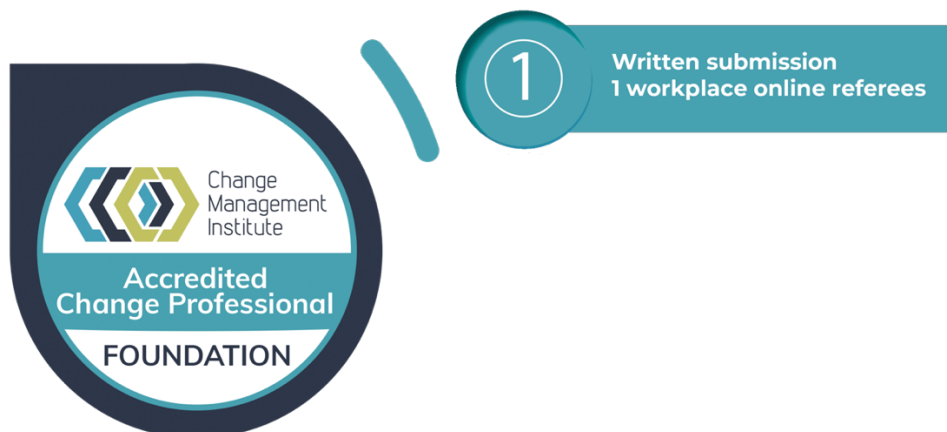 Change
Management
Institute
Accredited
Change Professional
FOUNDATION
1
Written submission
1 workplace online referees